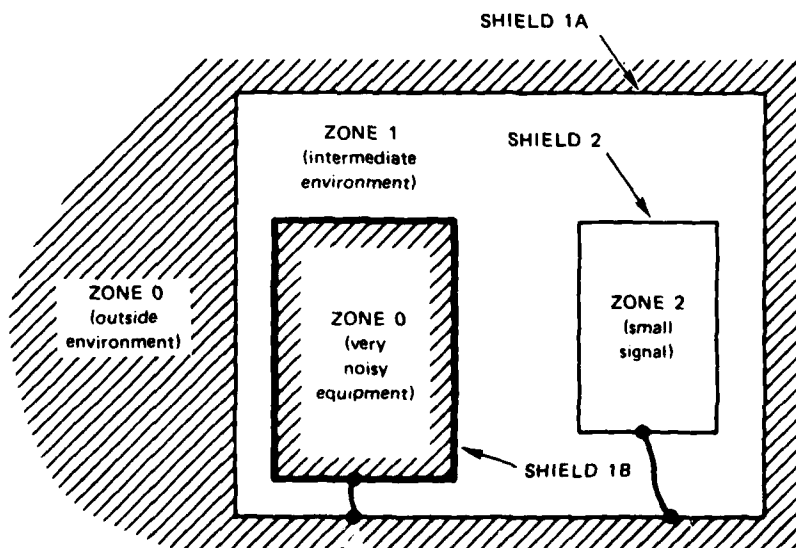 SHIELD 1A
ZONE 1
(intermediate
environment)
SHIELD 2
ZONE 0
(outside
environment)
ZONE 0
(very
noisy
equipment)
ZONE 2
(small
signal)
SHIELD 1B